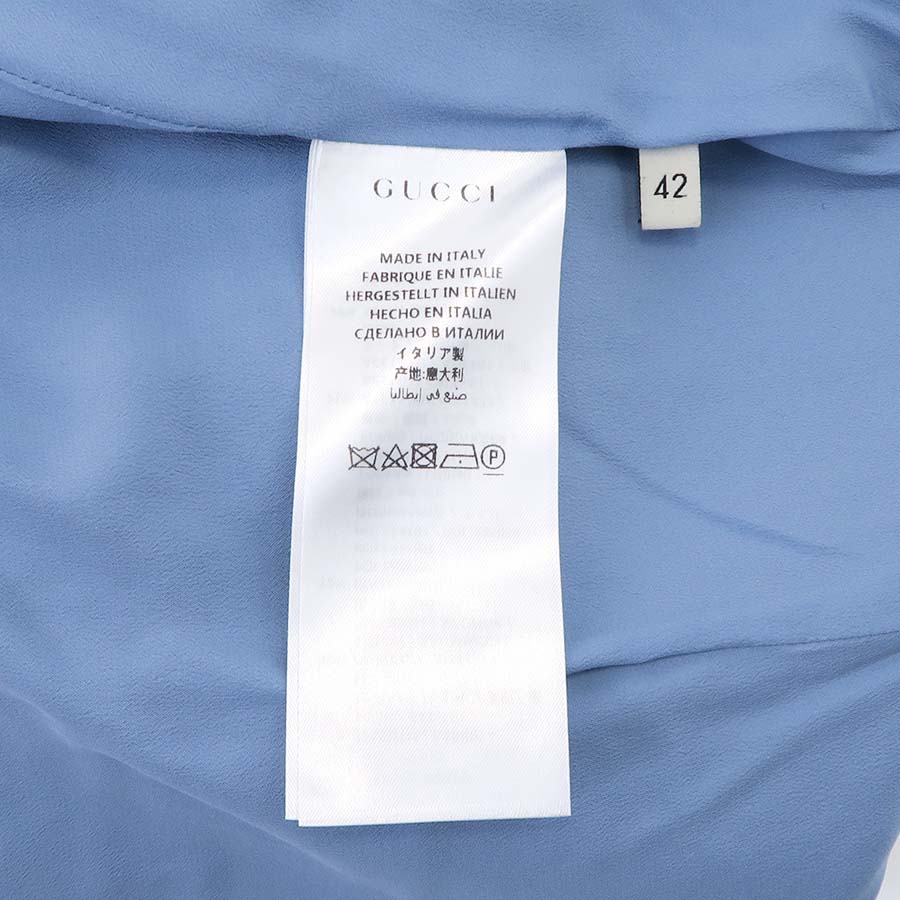 GUCCI
42
MADE IN ITALY
FABRIQUE EN ITALIE
HERGESTELLT IN ITALIEN
HECHO EN ITALIA
СДЕЛАНО В ИТАЛИИ
イタリア製
产地:意大利
صنع في إيطاليا
P